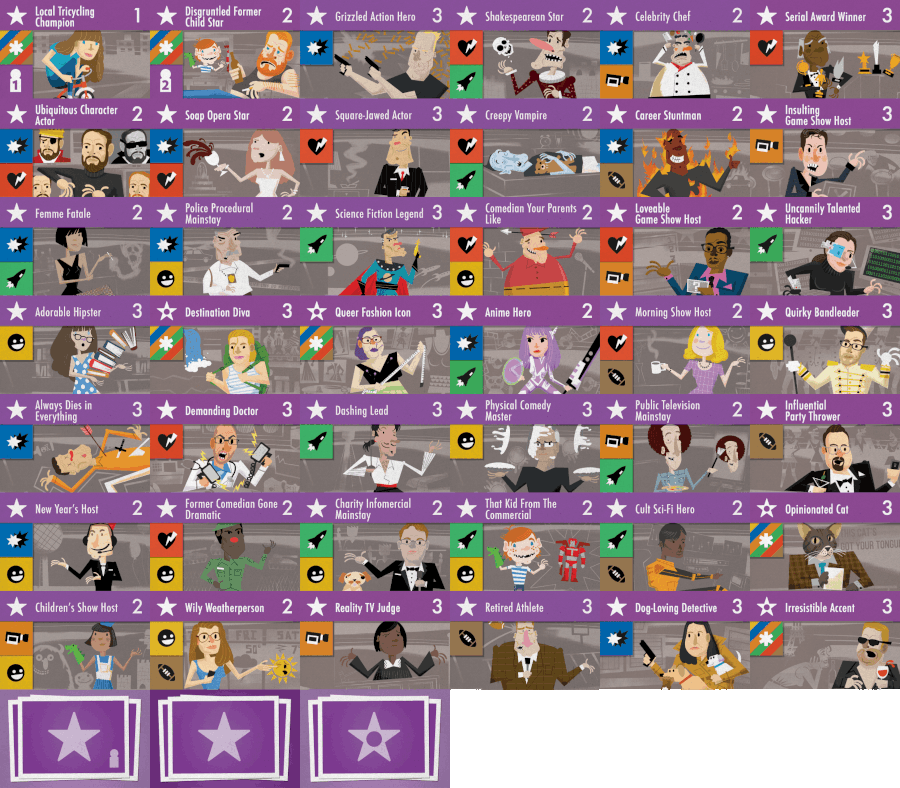 Local Tricycling
Champion
1
1
Disgruntled Former
Child Star
2
2
Grizzled Action Hero
3
Shakespearean Star
2
Celebrity Chef
2
Serial Award Winner
3
Ubiquitous Character
Actor
2
Soap Opera Star
2
Square-Jawed Actor
3
Creepy Vampire
2
Career Stuntman
2
Insulting
Game Show Host
3
Femme Fatale
2
Police Procedural
Mainstay
2
Science Fiction Legend
3
Comedian Your Parents
Like
2
Loveable
Game Show Host
2
Uncannily Talented
Hacker
3
Adorable Hipster
3
Destination Diva
3
Queer Fashion Icon
3
Anime Hero
2
Morning Show Host
2
Quirky Bandleader
3
Always Dies in
Everything
3
Demanding Doctor
3
Dashing Lead
3
Physical Comedy
Master
3
Public Television
Mainstay
2
Influential
Party Thrower
3
New Year's Host
2
Former Comedian Gone
Dramatic
2
Charity Infomercial
Mainstay
2
That Kid From The
Commercial
2
Cult Sci-Fi Hero
2
Opinionated Cat
3
GOT YOUR TONGUE
Children's Show Host
2
Wily Weatherperson
2
FRI SAT
50°
Reality TV Judge
3
Retired Athlete
3
Dog-Loving Detective
3
Irresistible Accent
3